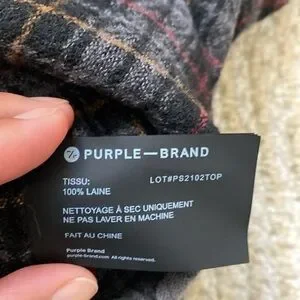 PURPLE—BRAND
TISSU: LOT#PS2102TOP
100% LAINE
NETTOYAGE À SEC UNIQUEMENT
NE PAS LAVER EN MACHINE
FAIT AU CHINE
Purple Brand
purple-brand.com All rights reserved.